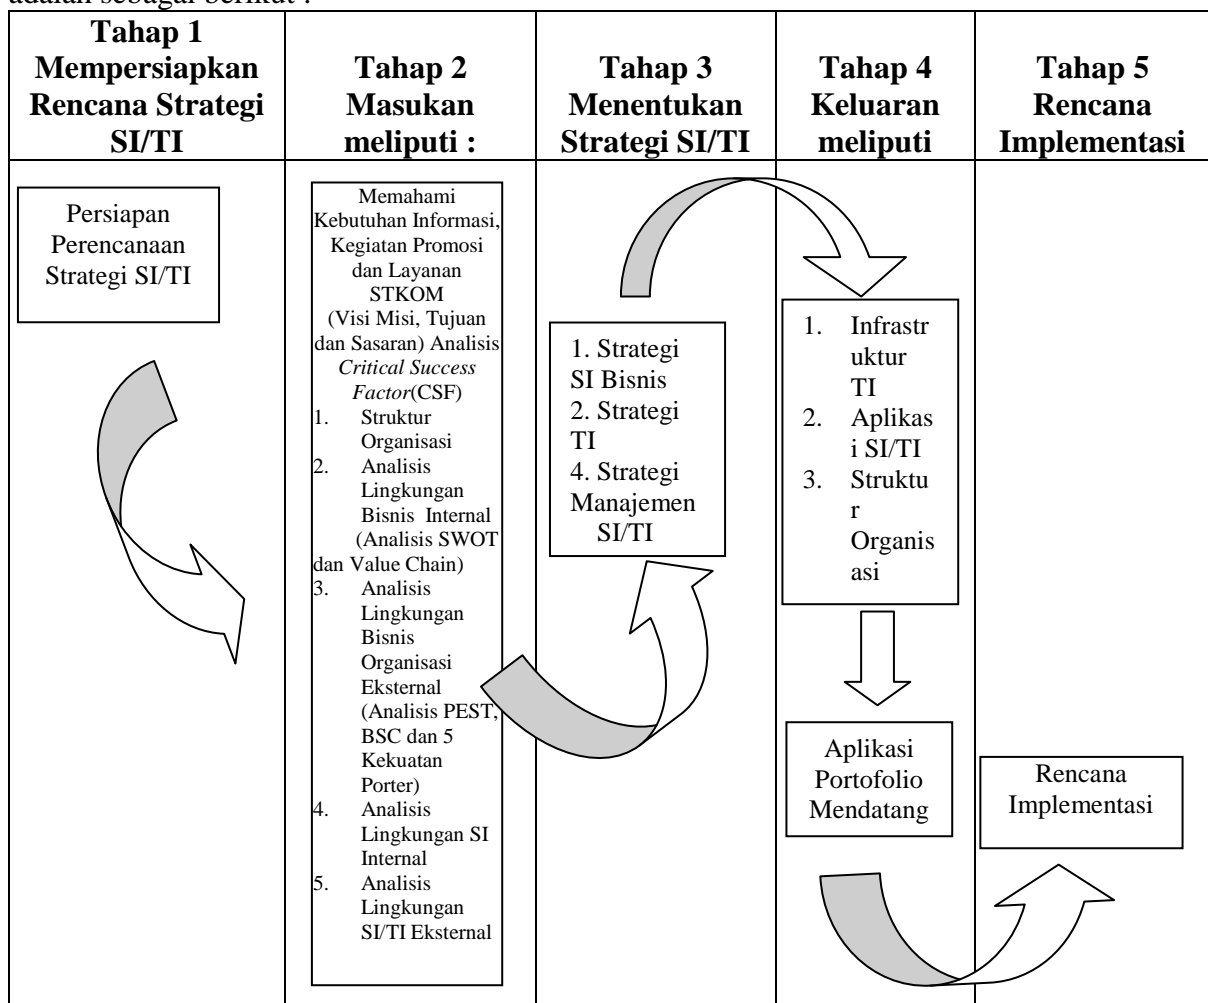 adalah sebagai berikut :
Tahap 1
Mempersiapkan
Rencana Strategi
SI/TI
Tahap 2
Masukan
meliputi :
Tahap 3
Menentukan
Strategi SI/TI
Tahap 4
Keluaran
meliputi
Tahap 5
Rencana
Implementasi
Persiapan
Perencanaan
Strategi SI/TI
Memahami
Kebutuhan Informasi,
Kegiatan Promosi
dan Layanan
STKOM
(Visi Misi, Tujuan
dan Sasaran) Analisis
Critical Success
Factor(CSF)
1. Struktur
Organisasi
2. Analisis
Lingkungan
Bisnis Internal
(Analisis SWOT
dan Value Chain)
3. Analisis
Lingkungan
Bisnis
Organisasi
Eksternal
(Analisis PEST,
BSC dan 5
Kekuatan
Porter)
4. Analisis
Lingkungan SI
Internal
5. Analisis
Lingkungan
SI/TI Eksternal
1. Strategi
SI Bisnis
2. Strategi
TI
4. Strategi
Manajemen
SI/TI
1. Infrastr
uktur
TI
2. Aplikas
i SI/TI
3. Struktu
r
Organis
asi
Aplikasi
Portofolio
Mendatang
Rencana
Implementasi